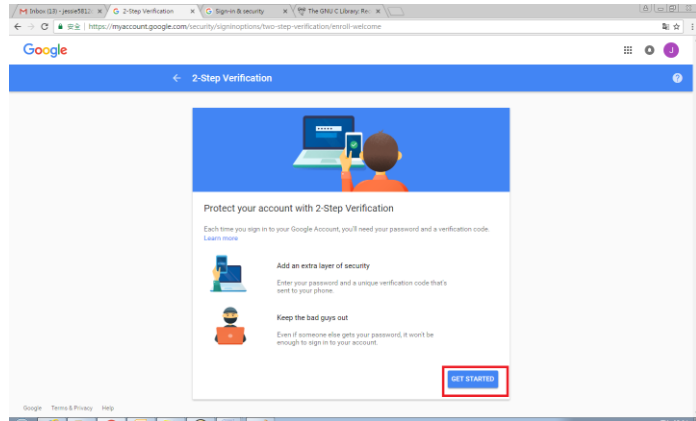 Inbox (13) - jessie5812
G 2-Step Verification
G Sign-in & security
The GNU C Library: Re
https://myaccount.google.com/security/signinoptions/two-step-verification/enroll-welcome
Google
J
← 2-Step Verification
Protect your account with 2-Step Verification
Each time you sign in to your Google Account, you'll need your password and a verification code.
Learn more
Add an extra layer of security
Enter your password and a unique verification code that's
sent to your phone.
Keep the bad guys out
Even if someone else gets your password, it won't be
enough to sign in to your account.
GET STARTED
Google Terms & Privacy Help